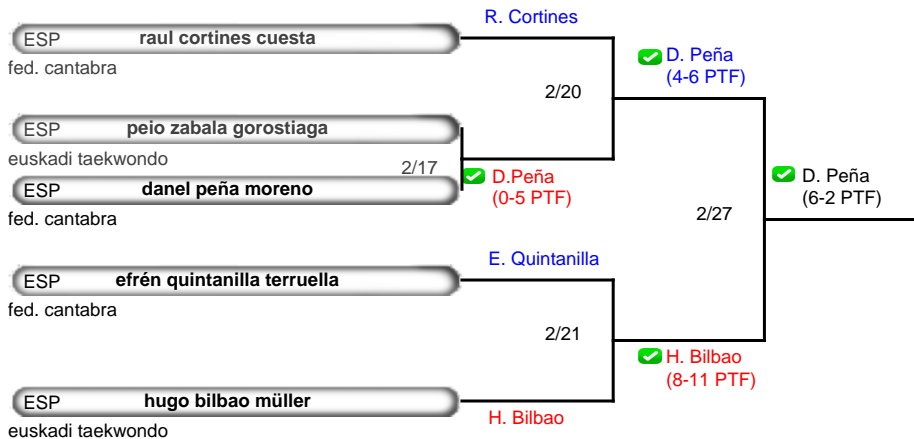 R. Cortines
ESP raul cortines cuesta
fed. cantabra
D. Peña
(4-6 PTF)
2/20
ESP peio zabala gorostiaga
euskadi taekwondo
2/17
ESP danel peña moreno
fed. cantabra
D.Peña
(0-5 PTF)
D. Peña
(6-2 PTF)
2/27
E. Quintanilla
ESP efrén quintanilla terruella
fed. cantabra
2/21
H. Bilbao
(8-11 PTF)
ESP hugo bilbao müller
H. Bilbao
euskadi taekwondo